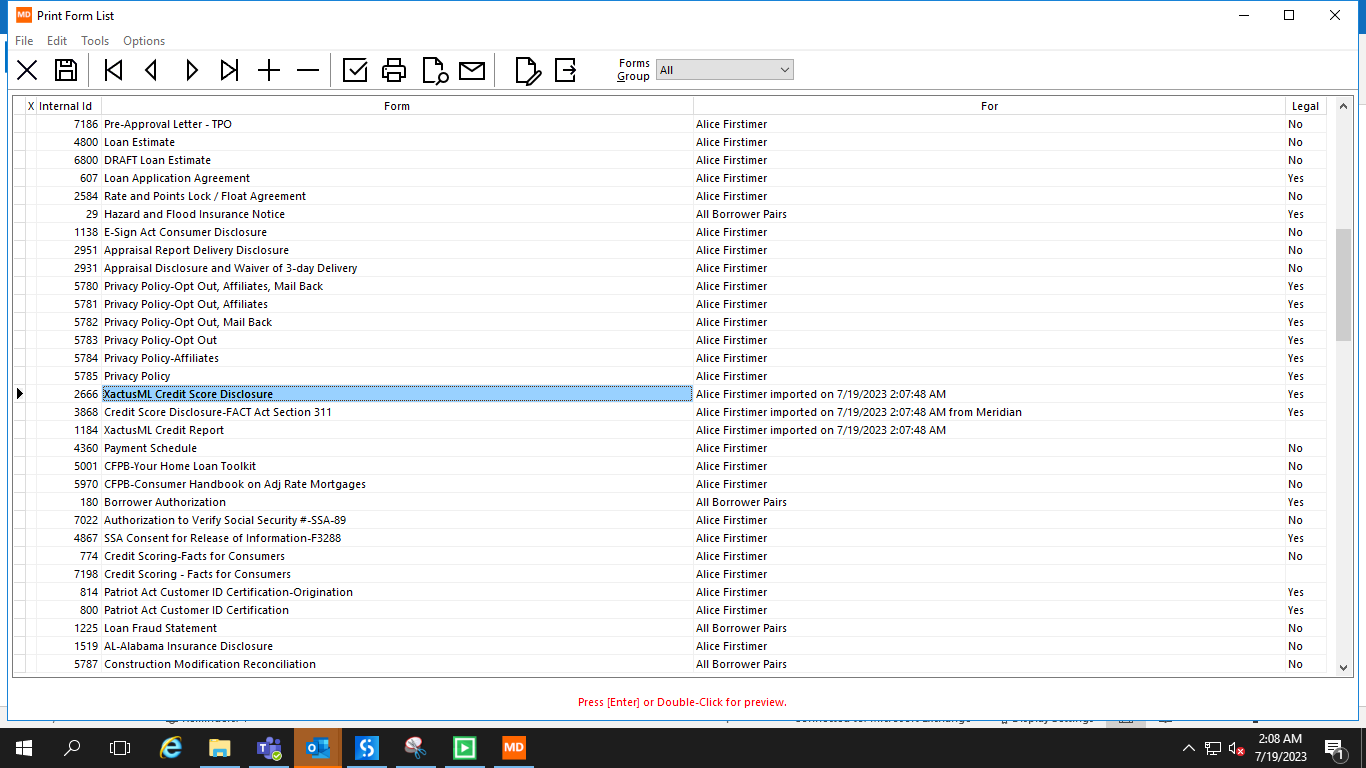 MD Print Form List
File Edit Tools Options
Forms
Group All
X Internal Id Form For Legal
7186 Pre-Approval Letter - TPO Alice Firstimer No
4800 Loan Estimate Alice Firstimer No
6800 DRAFT Loan Estimate Alice Firstimer No
607 Loan Application Agreement Alice Firstimer Yes
2584 Rate and Points Lock / Float Agreement Alice Firstimer No
29 Hazard and Flood Insurance Notice All Borrower Pairs Yes
1138 E-Sign Act Consumer Disclosure Alice Firstimer No
2951 Appraisal Report Delivery Disclosure Alice Firstimer No
2931 Appraisal Disclosure and Waiver of 3-day Delivery Alice Firstimer No
5780 Privacy Policy-Opt Out, Affiliates, Mail Back Alice Firstimer Yes
5781 Privacy Policy-Opt Out, Affiliates Alice Firstimer Yes
5782 Privacy Policy-Opt Out, Mail Back Alice Firstimer Yes
5783 Privacy Policy-Opt Out Alice Firstimer Yes
5784 Privacy Policy-Affiliates Alice Firstimer Yes
5785 Privacy Policy Alice Firstimer Yes
2666 XactusML Credit Score Disclosure Alice Firstimer imported on 7/19/2023 2:07:48 AM Yes
3868 Credit Score Disclosure-FACT Act Section 311 Alice Firstimer imported on 7/19/2023 2:07:48 AM from Meridian Yes
1184 XactusML Credit Report Alice Firstimer imported on 7/19/2023 2:07:48 AM
4360 Payment Schedule Alice Firstimer No
5001 CFPB-Your Home Loan Toolkit Alice Firstimer No
5970 CFPB-Consumer Handbook on Adj Rate Mortgages Alice Firstimer No
180 Borrower Authorization All Borrower Pairs Yes
7022 Authorization to Verify Social Security #-SSA-89 Alice Firstimer No
4867 SSA Consent for Release of Information-F3288 Alice Firstimer Yes
774 Credit Scoring-Facts for Consumers Alice Firstimer No
7198 Credit Scoring - Facts for Consumers Alice Firstimer
814 Patriot Act Customer ID Certification-Origination Alice Firstimer Yes
800 Patriot Act Customer ID Certification Alice Firstimer Yes
1225 Loan Fraud Statement All Borrower Pairs No
1519 AL-Alabama Insurance Disclosure Alice Firstimer No
5787 Construction Modification Reconciliation All Borrower Pairs No
Press [Enter] or Double-Click for preview.
MD
2:08 AM
7/19/2023
1